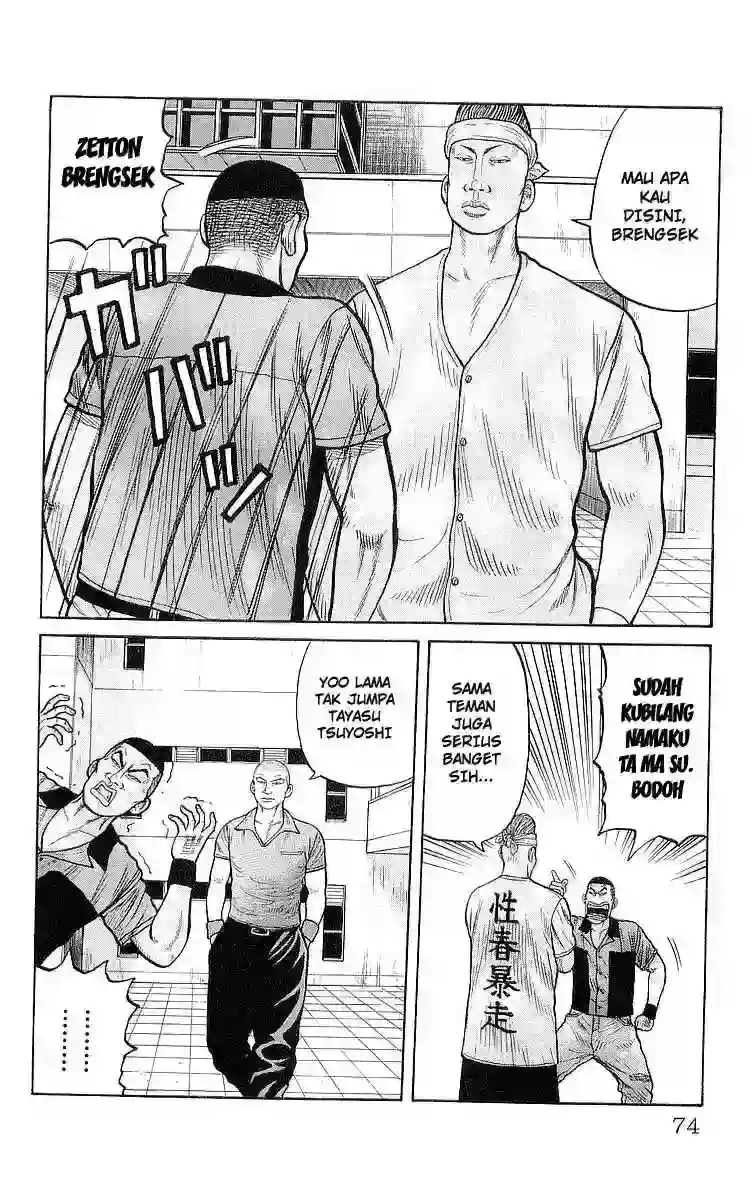 MAU APA
KAU
DISINI,
BRENGSEK
ZETTON
BRENGSEK
ガバッ
SUDAH
KUBILANG
NAMAKU
TA MA SU.
BODOH
SAMA
TEMAN
JUGA
SERIUS
BANGET
SIH...
性春暴走
YOO LAMA
TAK JUMPA
TAYASU
TSUYOSHI
........
74